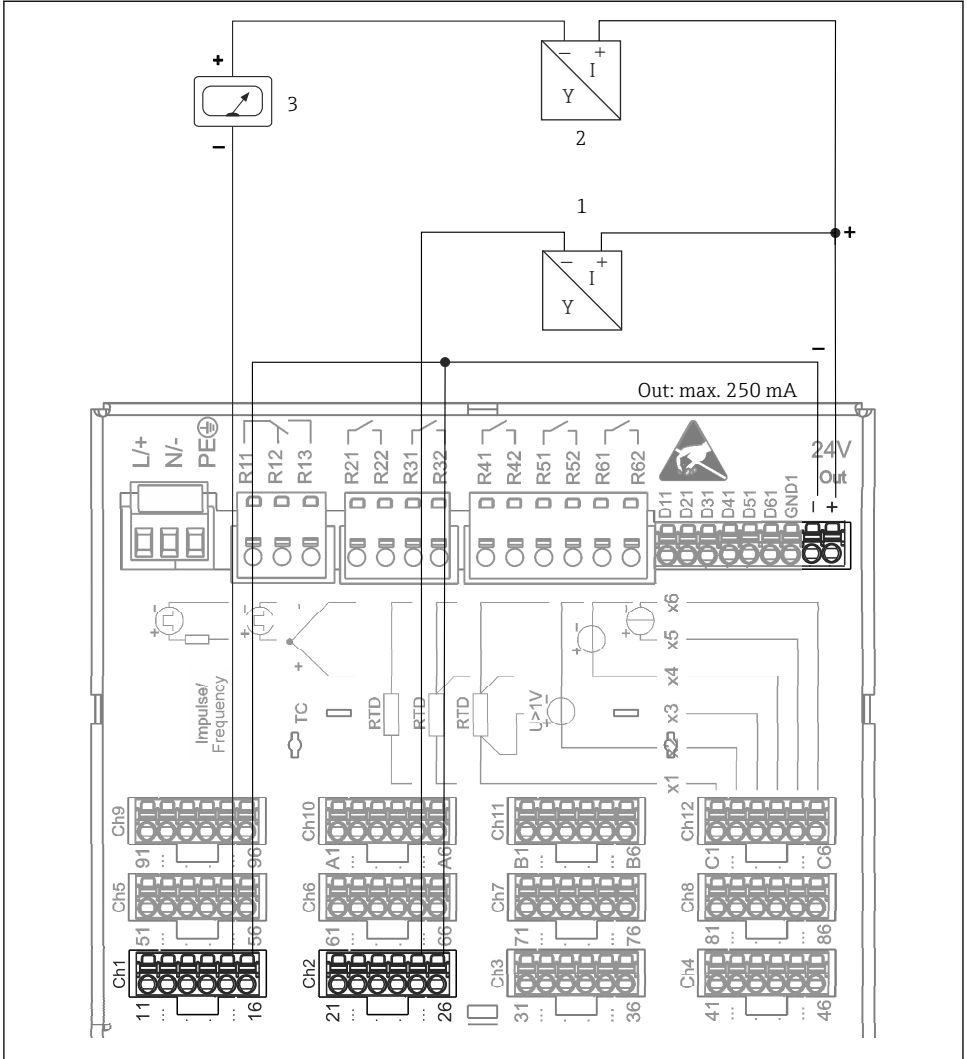 − +
I
Y
2
+
3
−
1
− +
I
Y
+
−
Out: max. 250 mA
L/+
N/-
PE
R11
R12
R13
R21
R22
R31
R32
R41
R42
R51
R52
R61
R62
24V
Out
D11
D21
D31
D41
D51
D61
GND1
− +
- +
- +
- +
Impulse/
Frequency
TC
RTD
RTD
RTD
U>1V
+
- +
- +
x6
x5
x4
x3
x2
x1
Ch9
91 ... . ... 96
Ch10
A1 ... . ... A6
Ch11
B1 ... . ... B6
Ch12
C1 ... . ... C6
Ch5
51 ... . ... 56
Ch6
61 ... . ... 66
Ch7
71 ... . ... 76
Ch8
81 ... . ... 86
Ch1
11 ... . ... 16
Ch2
21 ... . ... 26
Ch3
31 ... . ... 36
Ch4
41 ... . ... 46